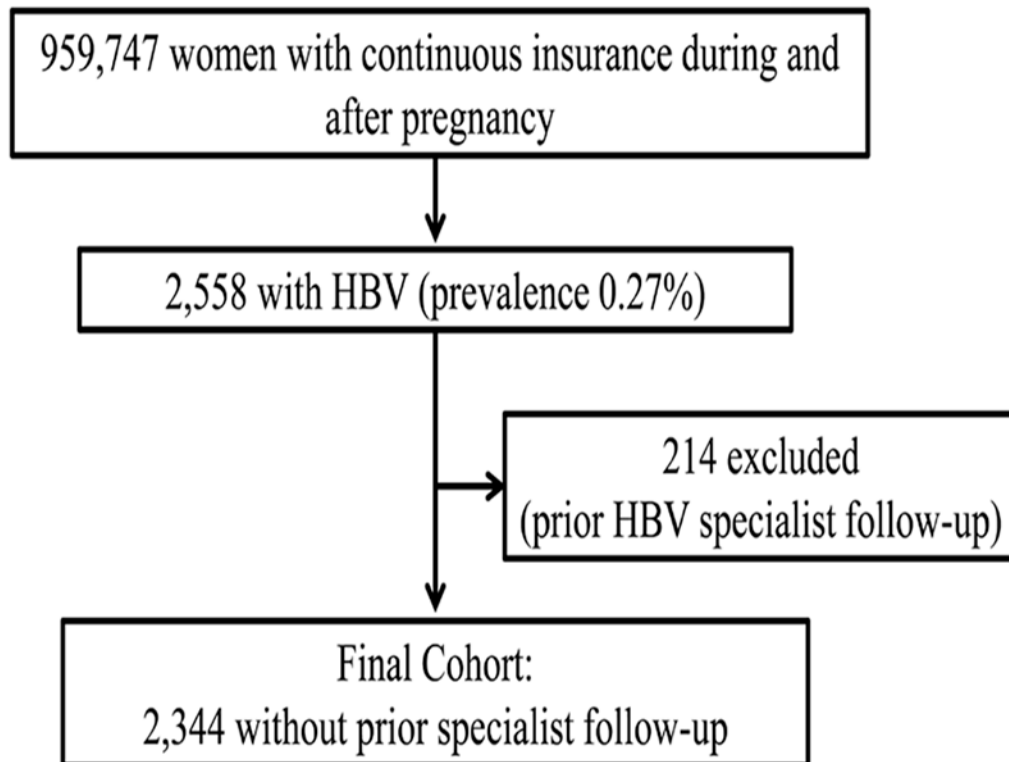 959,747 women with continuous insurance during and
after pregnancy
2,558 with HBV (prevalence 0.27%)
214 excluded
(prior HBV specialist follow-up)
Final Cohort:
2,344 without prior specialist follow-up